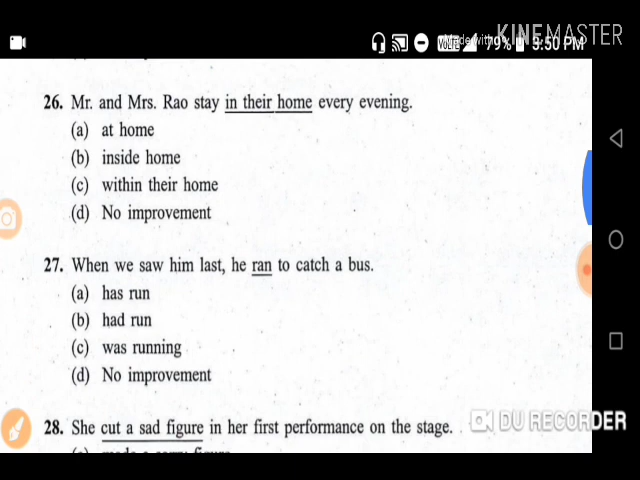 Made with KINEMASTER
79% 3:50 PM
26. Mr. and Mrs. Rao stay in their home every evening.
(a) at home
(b) inside home
(c) within their home
(d) No improvement
27. When we saw him last, he ran to catch a bus.
(a) has run
(b) had run
(c) was running
(d) No improvement
28. She cut a sad figure in her first performance on the stage.
DU RECORDER